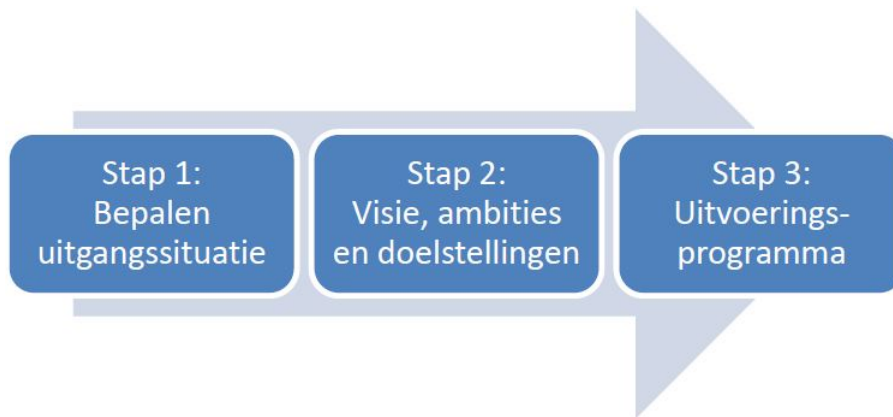 Stap 1:
Bepalen
uitgangssituatie
Stap 2:
Visie, ambities
en doelstellingen
Stap 3:
Uitvoerings-
programma